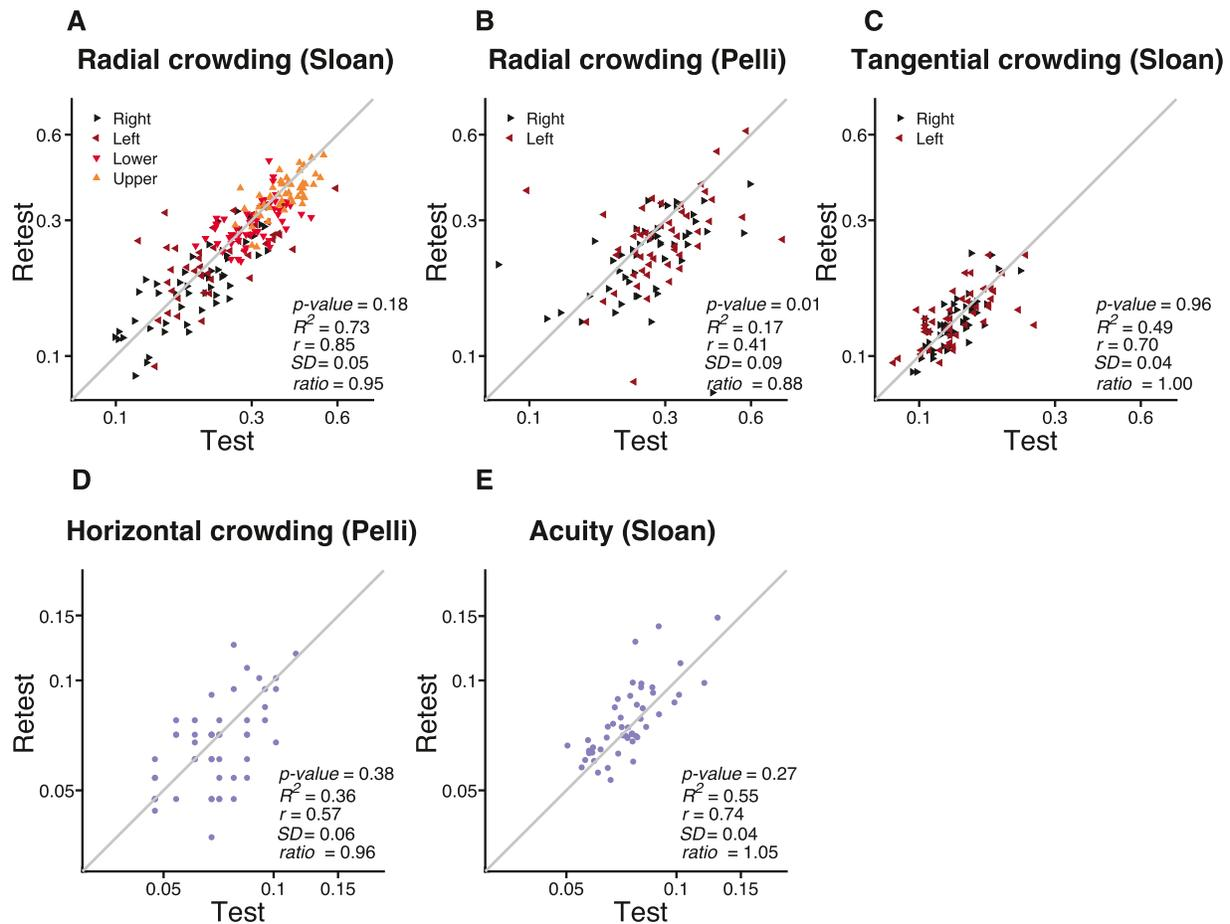 A
Radial crowding (Sloan)
Right
Left
Lower
Upper
0.6
0.3
0.1
Retest
p-value = 0.18
R2 = 0.73
r = 0.85
SD = 0.05
ratio = 0.95
0.1 0.3 0.6
Test
B
Radial crowding (Pelli)
Right
Left
0.6
0.3
0.1
Retest
p-value = 0.01
R2 = 0.17
r = 0.41
SD = 0.09
ratio = 0.88
0.1 0.3 0.6
Test
C
Tangential crowding (Sloan)
Right
Left
0.6
0.3
0.1
Retest
p-value = 0.96
R2 = 0.49
r = 0.70
SD = 0.04
ratio = 1.00
0.1 0.3 0.6
Test
D
Horizontal crowding (Pelli)
0.15
0.1
0.05
Retest
p-value = 0.38
R2 = 0.36
r = 0.57
SD = 0.06
ratio = 0.96
0.05 0.1 0.15
Test
E
Acuity (Sloan)
0.15
0.1
0.05
Retest
p-value = 0.27
R2 = 0.55
r = 0.74
SD = 0.04
ratio = 1.05
0.05 0.1 0.15
Test